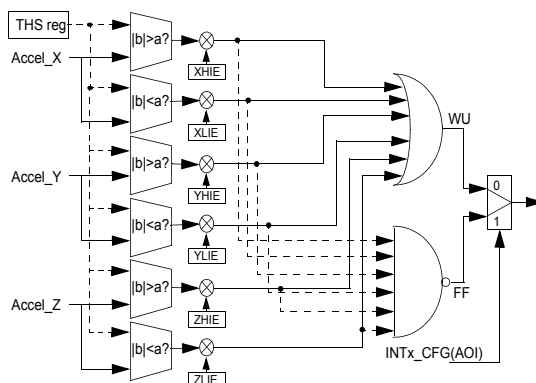 THS reg
|b|>a?
XHIE
Accel_X
|b|<a?
XLIE
WU
|b|>a?
YHIE
Accel_Y
0
|b|<a?
YLIE
1
|b|>a?
ZHIE
FF
Accel_Z
|b|<a?
ZLIE
INTx_CFG(AOI)